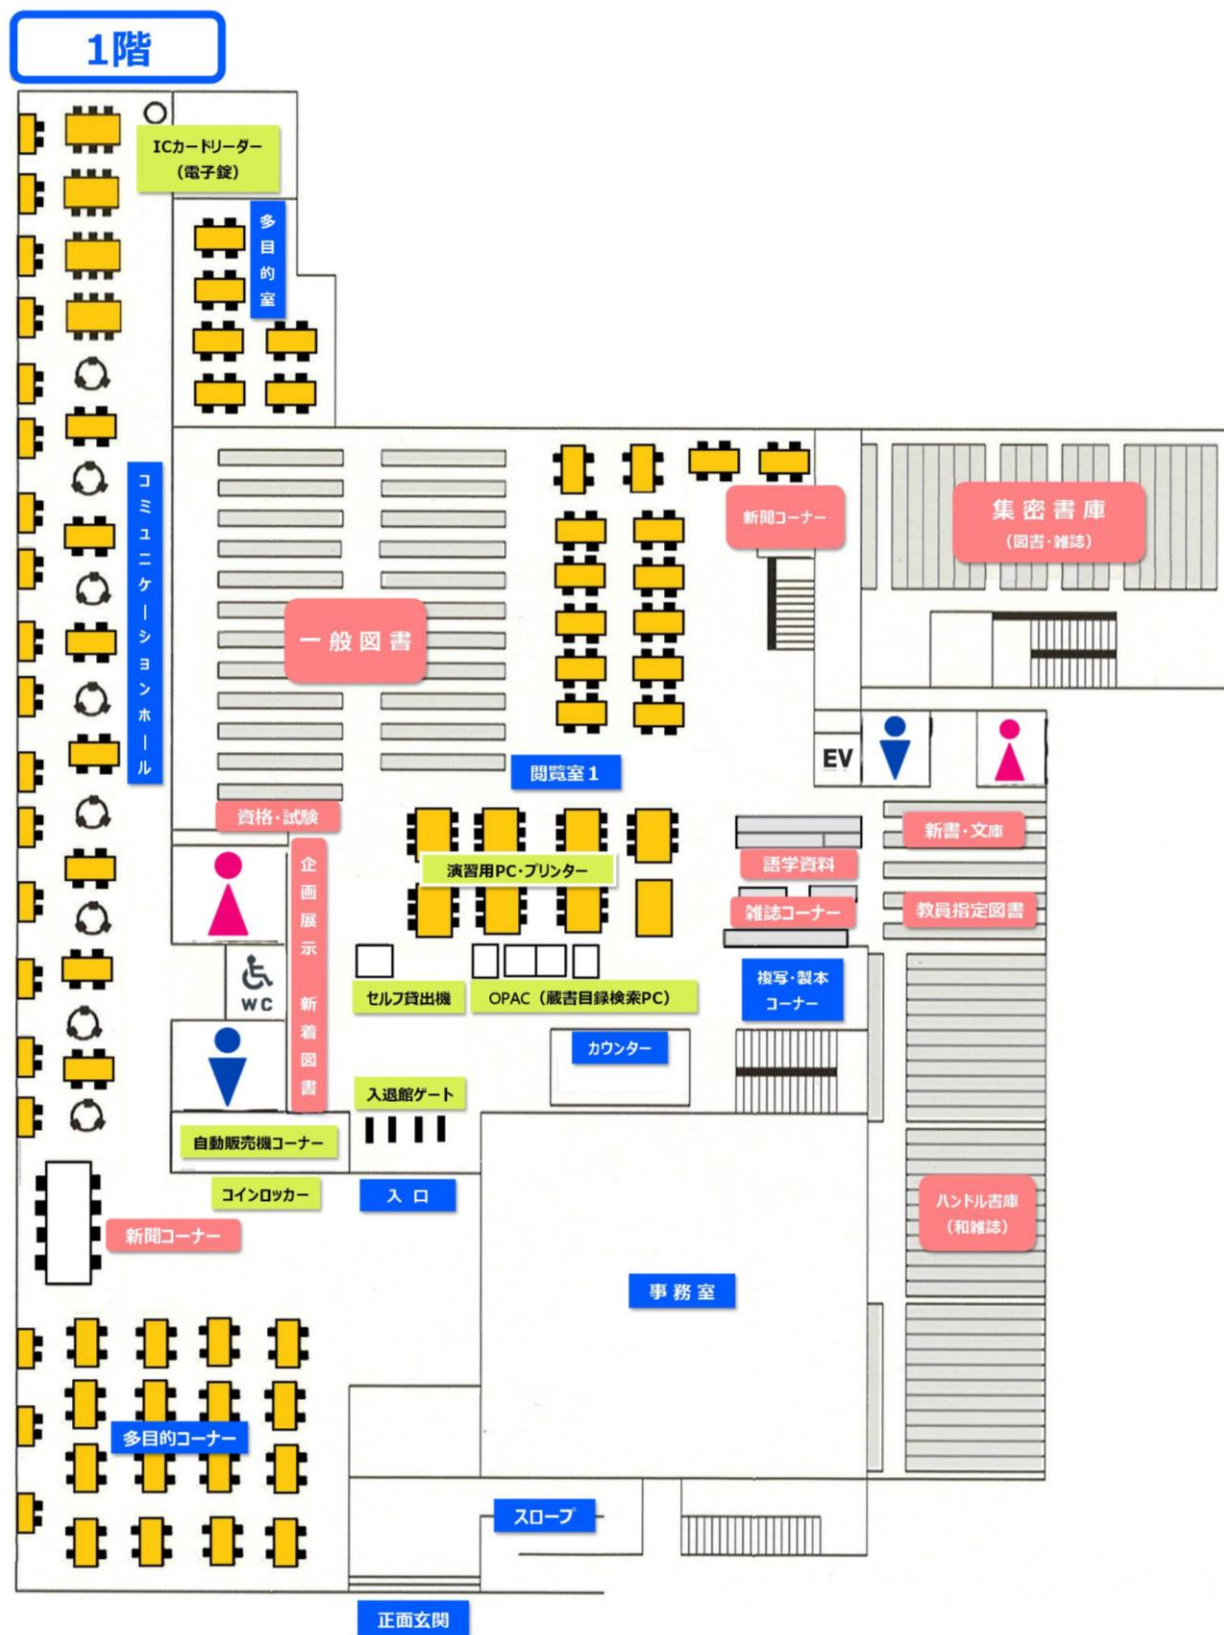 1階
ICカードリーダー
（電子錠）
多目的室
コミュニケーションホール
新聞コーナー
集密書庫
（図書・雑誌）
一般図書
閲覧室1
EV
資格・試験
新書・文庫
語学資料
企画展示 新着図書
演習用PC・プリンター
雑誌コーナー
教員指定図書
WC
セルフ貸出機
OPAC（蔵書目録検索PC）
複写・製本
コーナー
カウンター
入退館ゲート
自動販売機コーナー
コインロッカー
入口
新聞コーナー
ハンドル書庫
（和雑誌）
事務室
多目的コーナー
スロープ
正面玄関